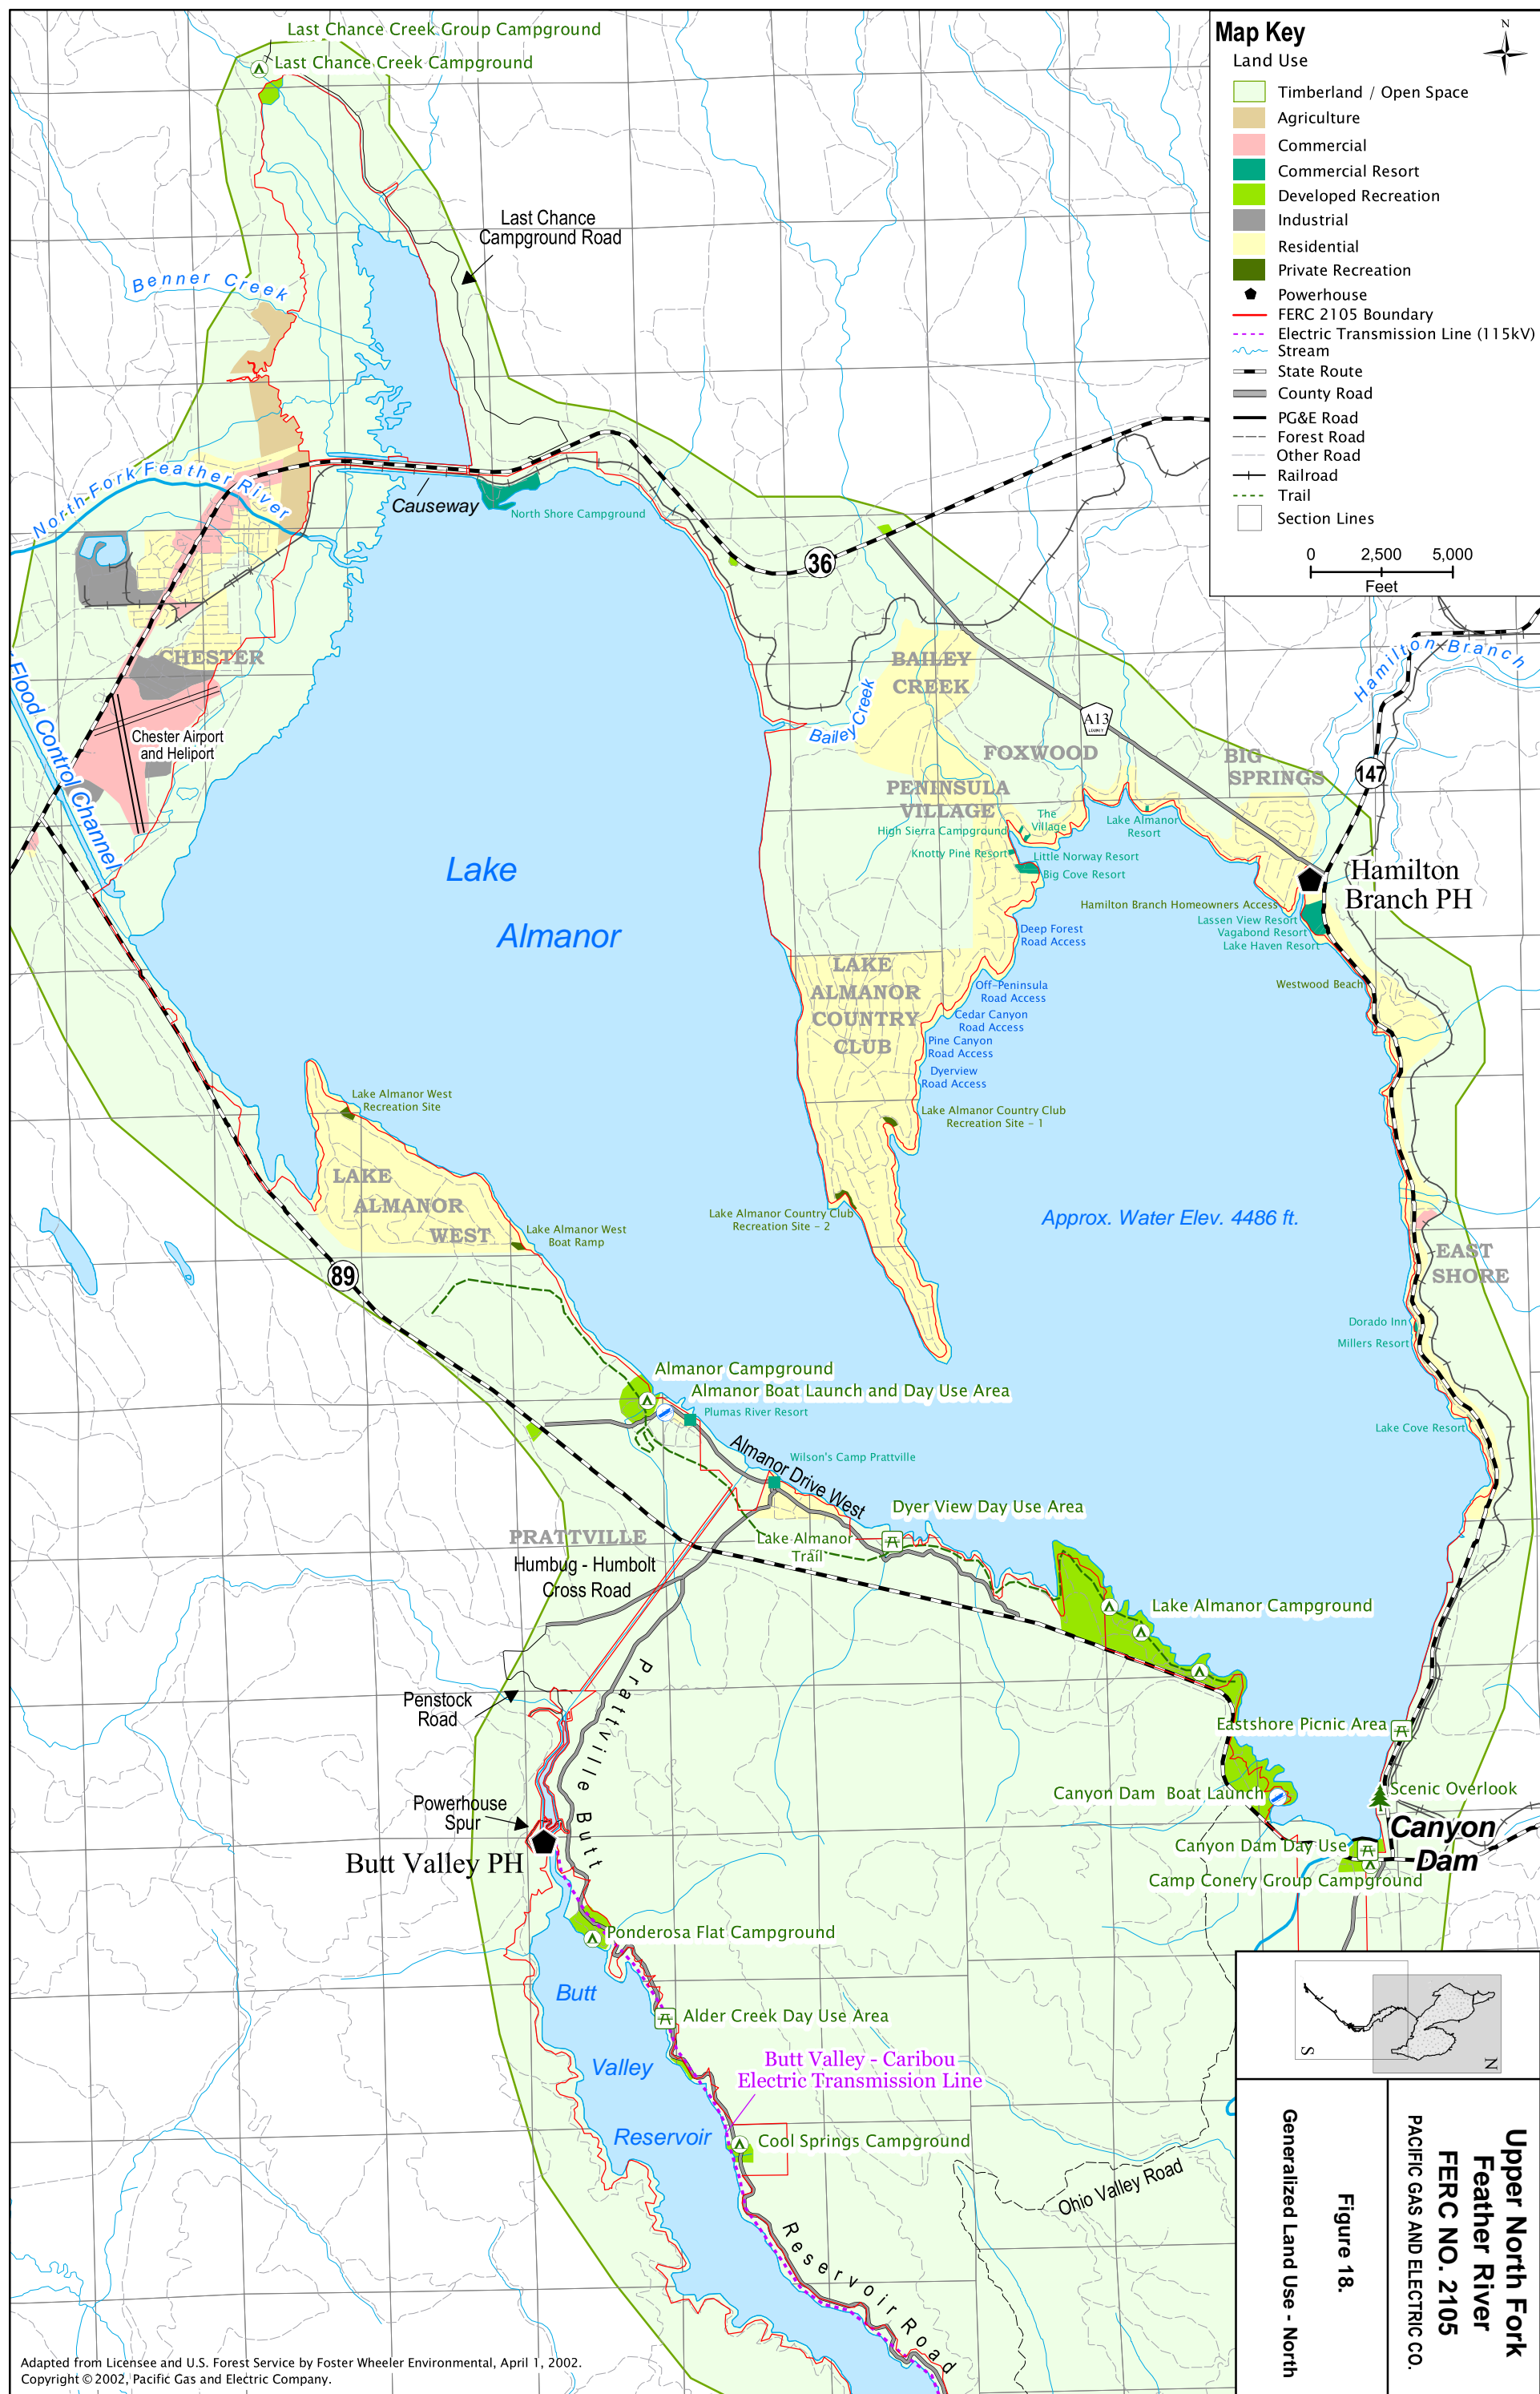 Last Chance Creek Group Campground
Last Chance Creek Campground
Last Chance
Campground Road
Benner Creek
North Fork Feather River
Causeway
North Shore Campground
36
CHESTER
Flood Control Channel
Chester Airport
and Heliport
BAILEY
CREEK
Bailey Creek
A13
COUNTY
FOXWOOD
BIG
SPRINGS
Hamilton Branch
147
PENINSULA
VILLAGE
The
Village
High Sierra Campground
Lake Almanor
Resort
Knotty Pine Resort
Little Norway Resort
Big Cove Resort
Hamilton
Branch PH
Hamilton Branch Homeowners Access
Lassen View Resort
Vagabond Resort
Lake Haven Resort
Westwood Beach
Lake
Almanor
Deep Forest
Road Access
LAKE
ALMANOR
COUNTRY
CLUB
Off-Peninsula
Road Access
Cedar Canyon
Road Access
Pine Canyon
Road Access
Dyerview
Road Access
Lake Almanor Country Club
Recreation Site - 1
Lake Almanor Country Club
Recreation Site - 2
Approx. Water Elev. 4486 ft.
Lake Almanor West
Recreation Site
LAKE
ALMANOR
WEST
Lake Almanor West
Boat Ramp
89
EAST
SHORE
Dorado Inn
Millers Resort
Lake Cove Resort
Almanor Campground
Almanor Boat Launch and Day Use Area
Plumas River Resort
Almanor Drive West
Wilson's Camp Prattville
Dyer View Day Use Area
PRATTVILLE
Lake Almanor
Trail
Humbug - Humbolt
Cross Road
Lake Almanor Campground
Penstock
Road
Prattville Butt
Reservoir Road
Eastshore Picnic Area
Scenic Overlook
Canyon Dam Boat Launch
Canyon
Dam
Canyon Dam Day Use
Camp Conery Group Campground
Powerhouse
Spur
Butt Valley PH
Ponderosa Flat Campground
Butt
Valley
Reservoir
Alder Creek Day Use Area
Butt Valley - Caribou
Electric Transmission Line
Cool Springs Campground
Ohio Valley Road
Map Key
N
Land Use
Timberland / Open Space
Agriculture
Commercial
Commercial Resort
Developed Recreation
Industrial
Residential
Private Recreation
Powerhouse
FERC 2105 Boundary
Electric Transmission Line (115kV)
Stream
State Route
County Road
PG&E Road
Forest Road
Other Road
Railroad
Trail
Section Lines
0 2,500 5,000
Feet
S
N
Upper North Fork
Feather River
FERC NO. 2105
PACIFIC GAS AND ELECTRIC CO.
Figure 18.
Generalized Land Use - North
Adapted from Licensee and U.S. Forest Service by Foster Wheeler Environmental, April 1, 2002.
Copyright © 2002, Pacific Gas and Electric Company.